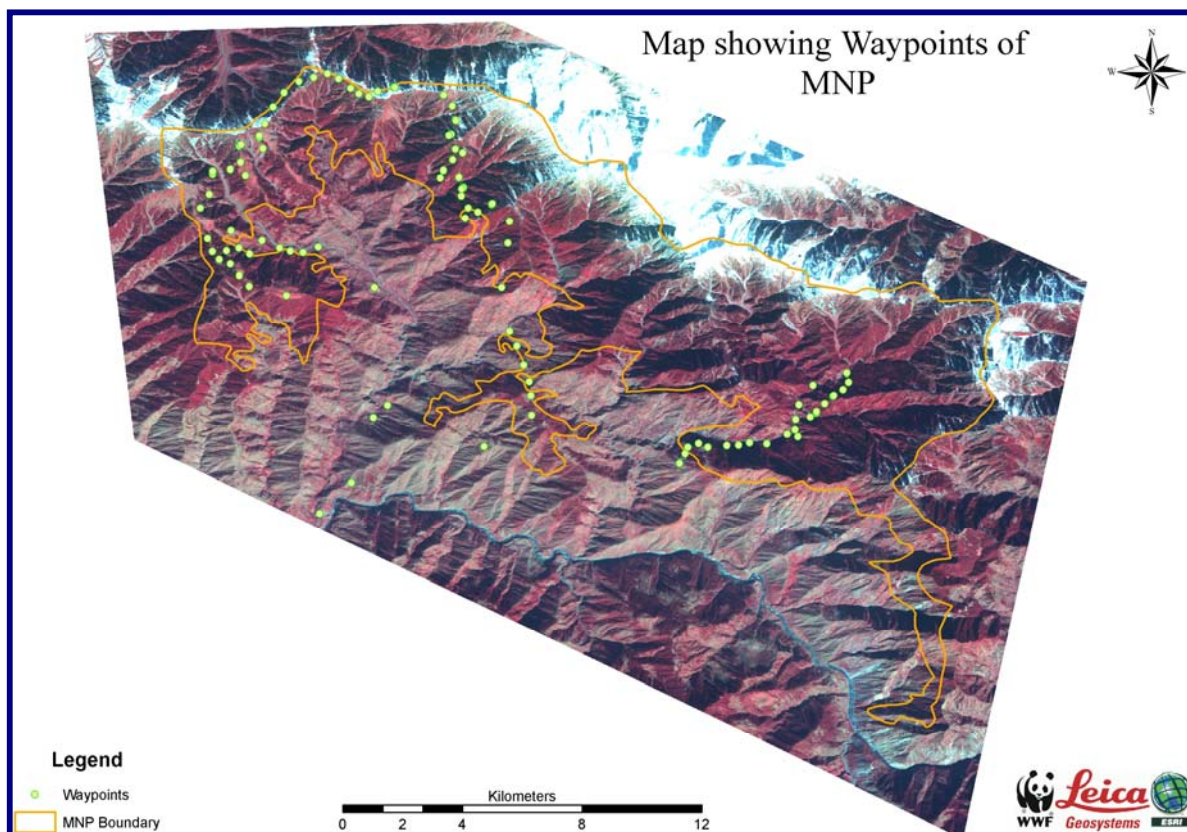 Map showing Waypoints of
MNP
N
W
E
S
Legend
Waypoints
MNP Boundary
Kilometers
0 2 4 8 12
WWF
Leica
Geosystems
ESRI